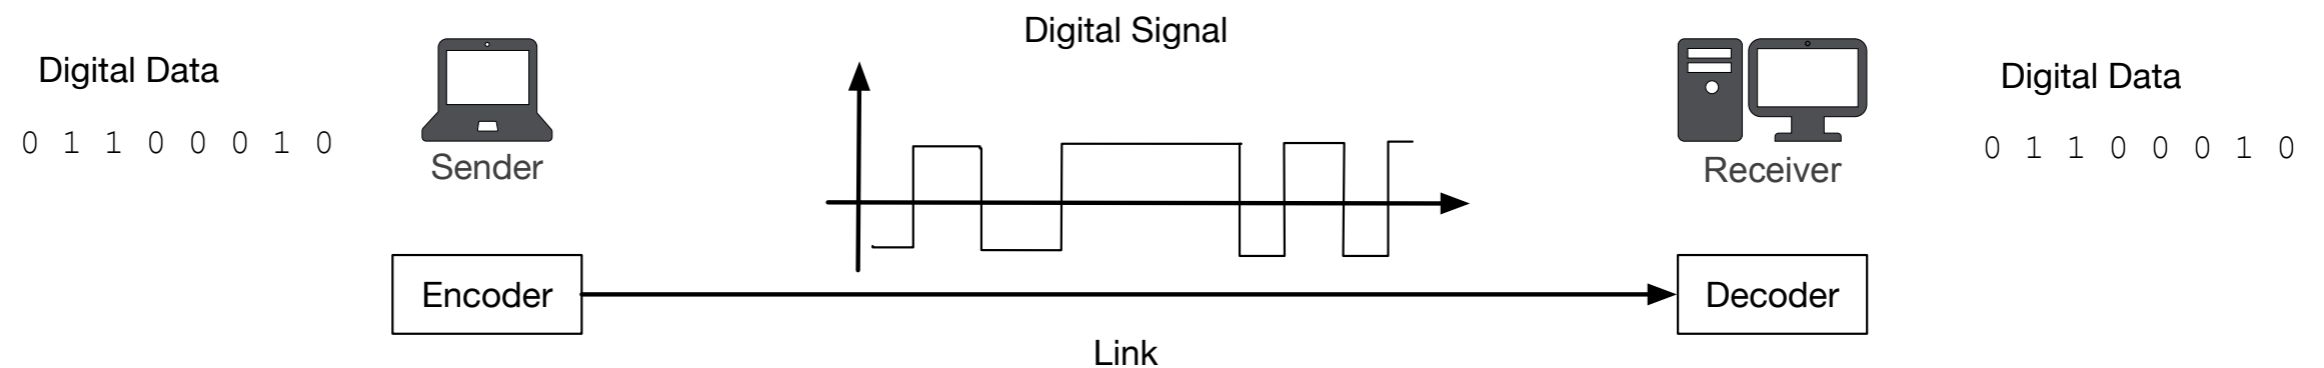 Digital Signal
Digital Data
0 1 1 0 0 0 1 0
Sender
Receiver
Digital Data
0 1 1 0 0 0 1 0
Encoder
Decoder
Link